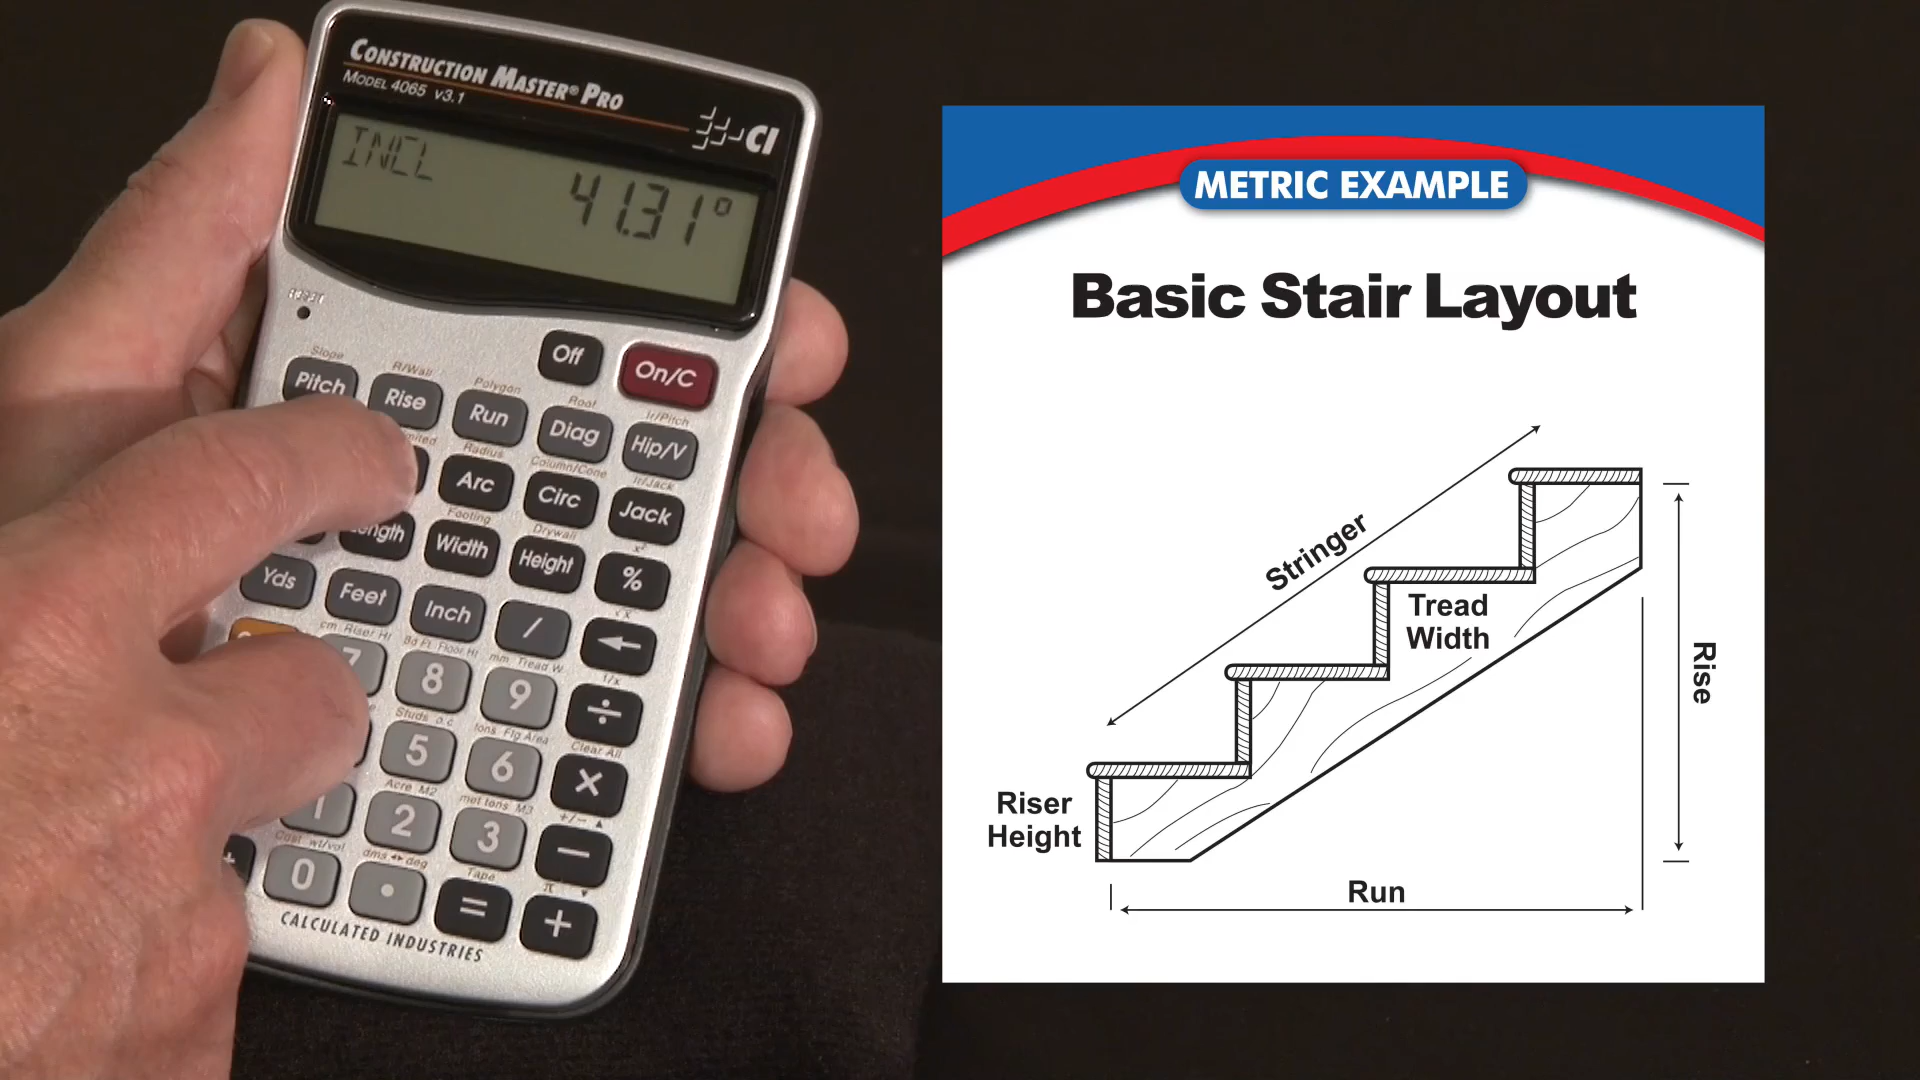 CONSTRUCTION MASTER® PRO
MODEL 4065 v3.1
CI
INCL
41.31°
Off
On/C
Slope
R/Wall
Polygon
Roof
Ir/Pitch
Pitch
Rise
Run
Diag
Hip/V
Radius
Column/Cone
Ir/Jack
Arc
Circ
Jack
Footing
Drywall
x²
Width
Height
%
Yds
Feet
Inch
/
←
cm Riser Ht
Bd Ft Floor Ht
mm Tread W
1/x
7
8
9
÷
Studs o.c
tons Flg Area
Clear All
5
6
X
Acre M2
met tons M3
+/−
1
2
3
−
Cost wt/vol
dms ◄► deg
Tape
π
+
0
•
=
+
CALCULATED INDUSTRIES
METRIC EXAMPLE
Basic Stair Layout
Stringer
Tread
Width
Rise
Riser
Height
Run